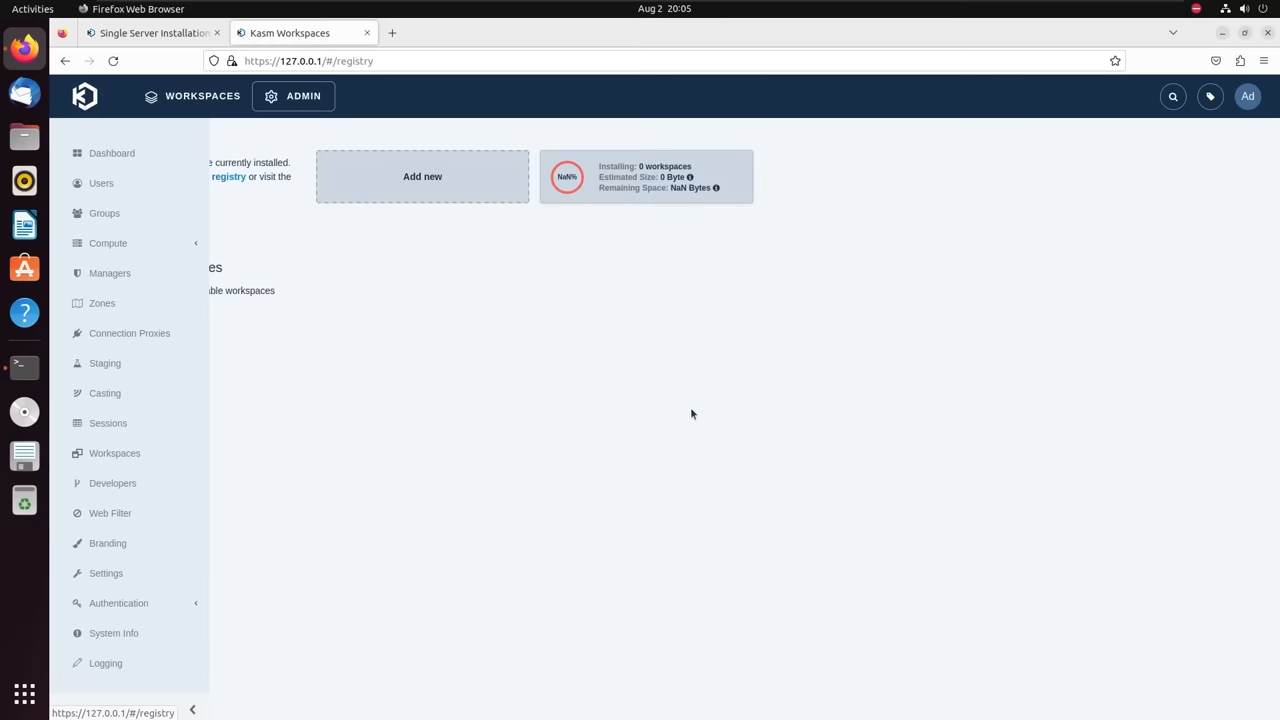 Activities
Firefox Web Browser
Aug 2 20:05
Single Server Installation
Kasm Workspaces
https://127.0.0.1/#/registry
WORKSPACES
ADMIN
Ad
Dashboard
Users
Groups
Compute
Managers
Zones
Connection Proxies
Staging
Casting
Sessions
Workspaces
Developers
Web Filter
Branding
Settings
Authentication
System Info
Logging
e currently installed.
registry or visit the
Add new
NaN%
Installing: 0 workspaces
Estimated Size: 0 Byte
Remaining Space: NaN Bytes
es
able workspaces
https://127.0.0.1/#/registry